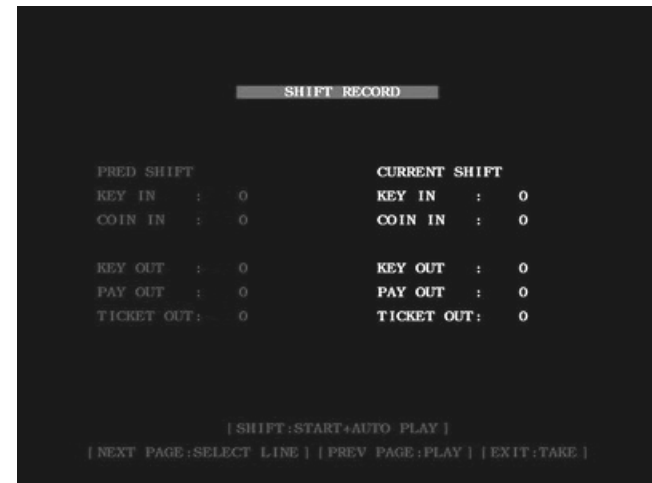 SHIFT RECORD
PRED SHIFT
KEY IN : 0
COIN IN : 0
KEY OUT : 0
PAY OUT : 0
TICKET OUT: 0
CURRENT SHIFT
KEY IN : 0
COIN IN : 0
KEY OUT : 0
PAY OUT : 0
TICKET OUT: 0
[SHIFT:START+AUTO PLAY]
[NEXT PAGE:SELECT LINE] [PREV PAGE:PLAY] [EXIT:TAKE]